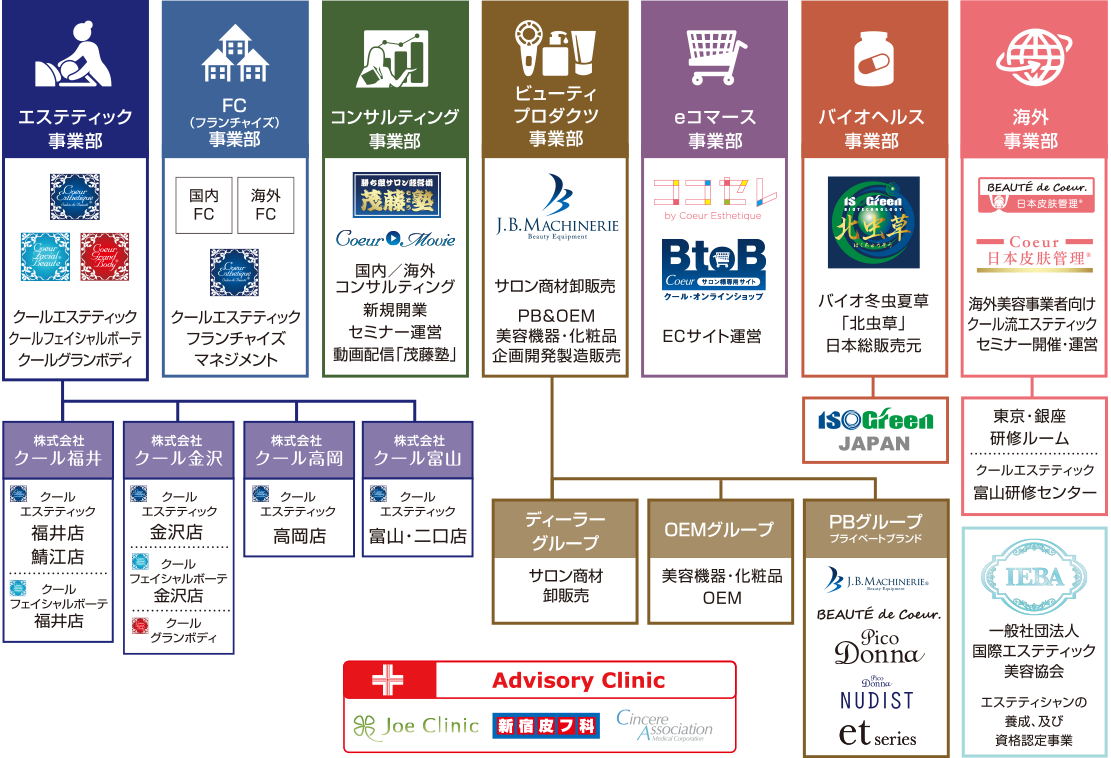 エステティック
事業部
Coeur
Esthetique
Salon de Beauté
Coeur
Facial
Beauté
Coeur
Grand
Body
クールエステティック
クールフェイシャルボーテ
クールグランボディ
FC
(フランチャイズ)
事業部
国内
FC
海外
FC
Coeur
Esthetique
クールエステティック
フランチャイズ
マネジメント
コンサルティング
事業部
勝ち組サロン経営術
茂藤塾
Coeur Movie
国内／海外
コンサルティング
新規開業
セミナー運営
動画配信「茂藤塾」
ビューティ
プロダクツ
事業部
J.B.MACHINERIE
Beauty Equipment
サロン商材卸販売
PB&OEM
美容機器・化粧品
企画開発製造販売
eコマース
事業部
ココセレ
by Coeur Esthetique
BtoB
Coeur サロン様専用サイト
クール・オンラインショップ
ECサイト運営
バイオヘルス
事業部
IS Green
BIOTECHNOLOGY
北虫草
ほくちゅうそう
バイオ冬虫夏草
「北虫草」
日本総販売元
海外
事業部
BEAUTÉ de Coeur.
日本皮膚管理®
Coeur
日本皮膚管理®
海外美容事業者向け
クール流エステティック
セミナー開催・運営
株式会社
クール福井
クール
エステティック
福井店
鯖江店
クール
フェイシャルボーテ
福井店
株式会社
クール金沢
クール
エステティック
金沢店
クール
フェイシャルボーテ
金沢店
クール
グランボディ
株式会社
クール高岡
クール
エステティック
高岡店
株式会社
クール富山
クール
エステティック
富山・二口店
ISOGreen
JAPAN
東京・銀座
研修ルーム
クールエステティック
富山研修センター
ディーラー
グループ
サロン商材
卸販売
OEMグループ
美容機器・化粧品
OEM
PBグループ
プライベートブランド
J.B.MACHINERIE®
Beauty Equipment
BEAUTÉ de Coeur.
Pico
Donna
Pico
Donna
NUDIST
et series
IEBA
一般社団法人
国際エステティック
美容協会
エステティシャンの
養成、及び
資格認定事業
Advisory Clinic
Joe Clinic
新宿皮フ科
Cincere
Association
Medical Corporation